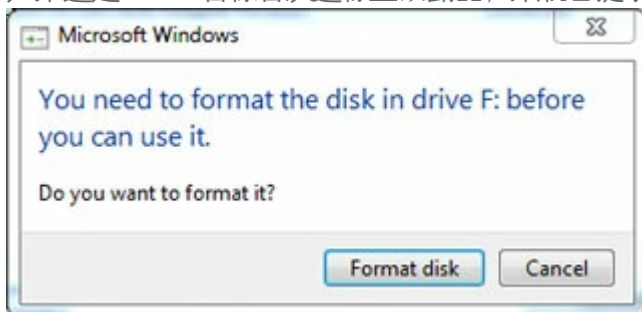 Microsoft Windows
You need to format the disk in drive F: before
you can use it.
Do you want to format it?
Format disk
Cancel